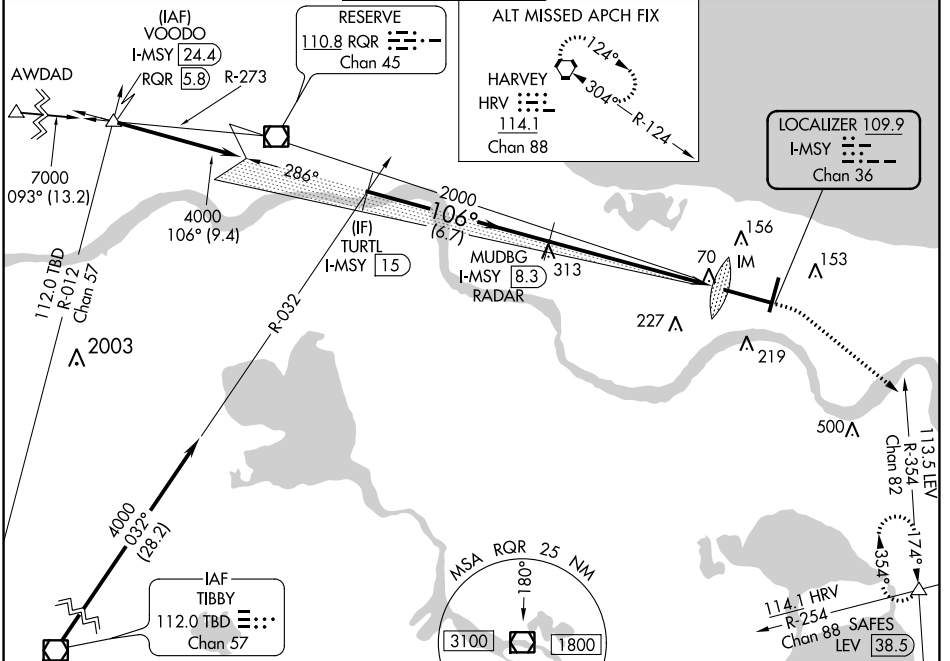 (IAF)
VOODO
I-MSY 24.4
RQR 5.8
AWDAD
R-273
RESERVE
110.8 RQR
Chan 45
ALT MISSED APCH FIX
124°
304°
R-124
HARVEY
HRV
114.1
Chan 88
LOCALIZER 109.9
I-MSY
Chan 36
7000
093° (13.2)
4000
106° (9.4)
286°
2000
106°
(6.7)
(IF)
TURTL
I-MSY 15
MUDBG
I-MSY 8.3
RADAR
313
70
IM
156
153
227
219
500
112.0 TBD
R-012
Chan 57
2003
R-032
4000
032°
(28.2)
IAF
TIBBY
112.0 TBD
Chan 57
MSA RQR 25 NM
180°
3100
1800
113.5 LEV
R-354
Chan 82
174°
354°
114.1 HRV
R-254
Chan 88
SAFES
LEV 38.5